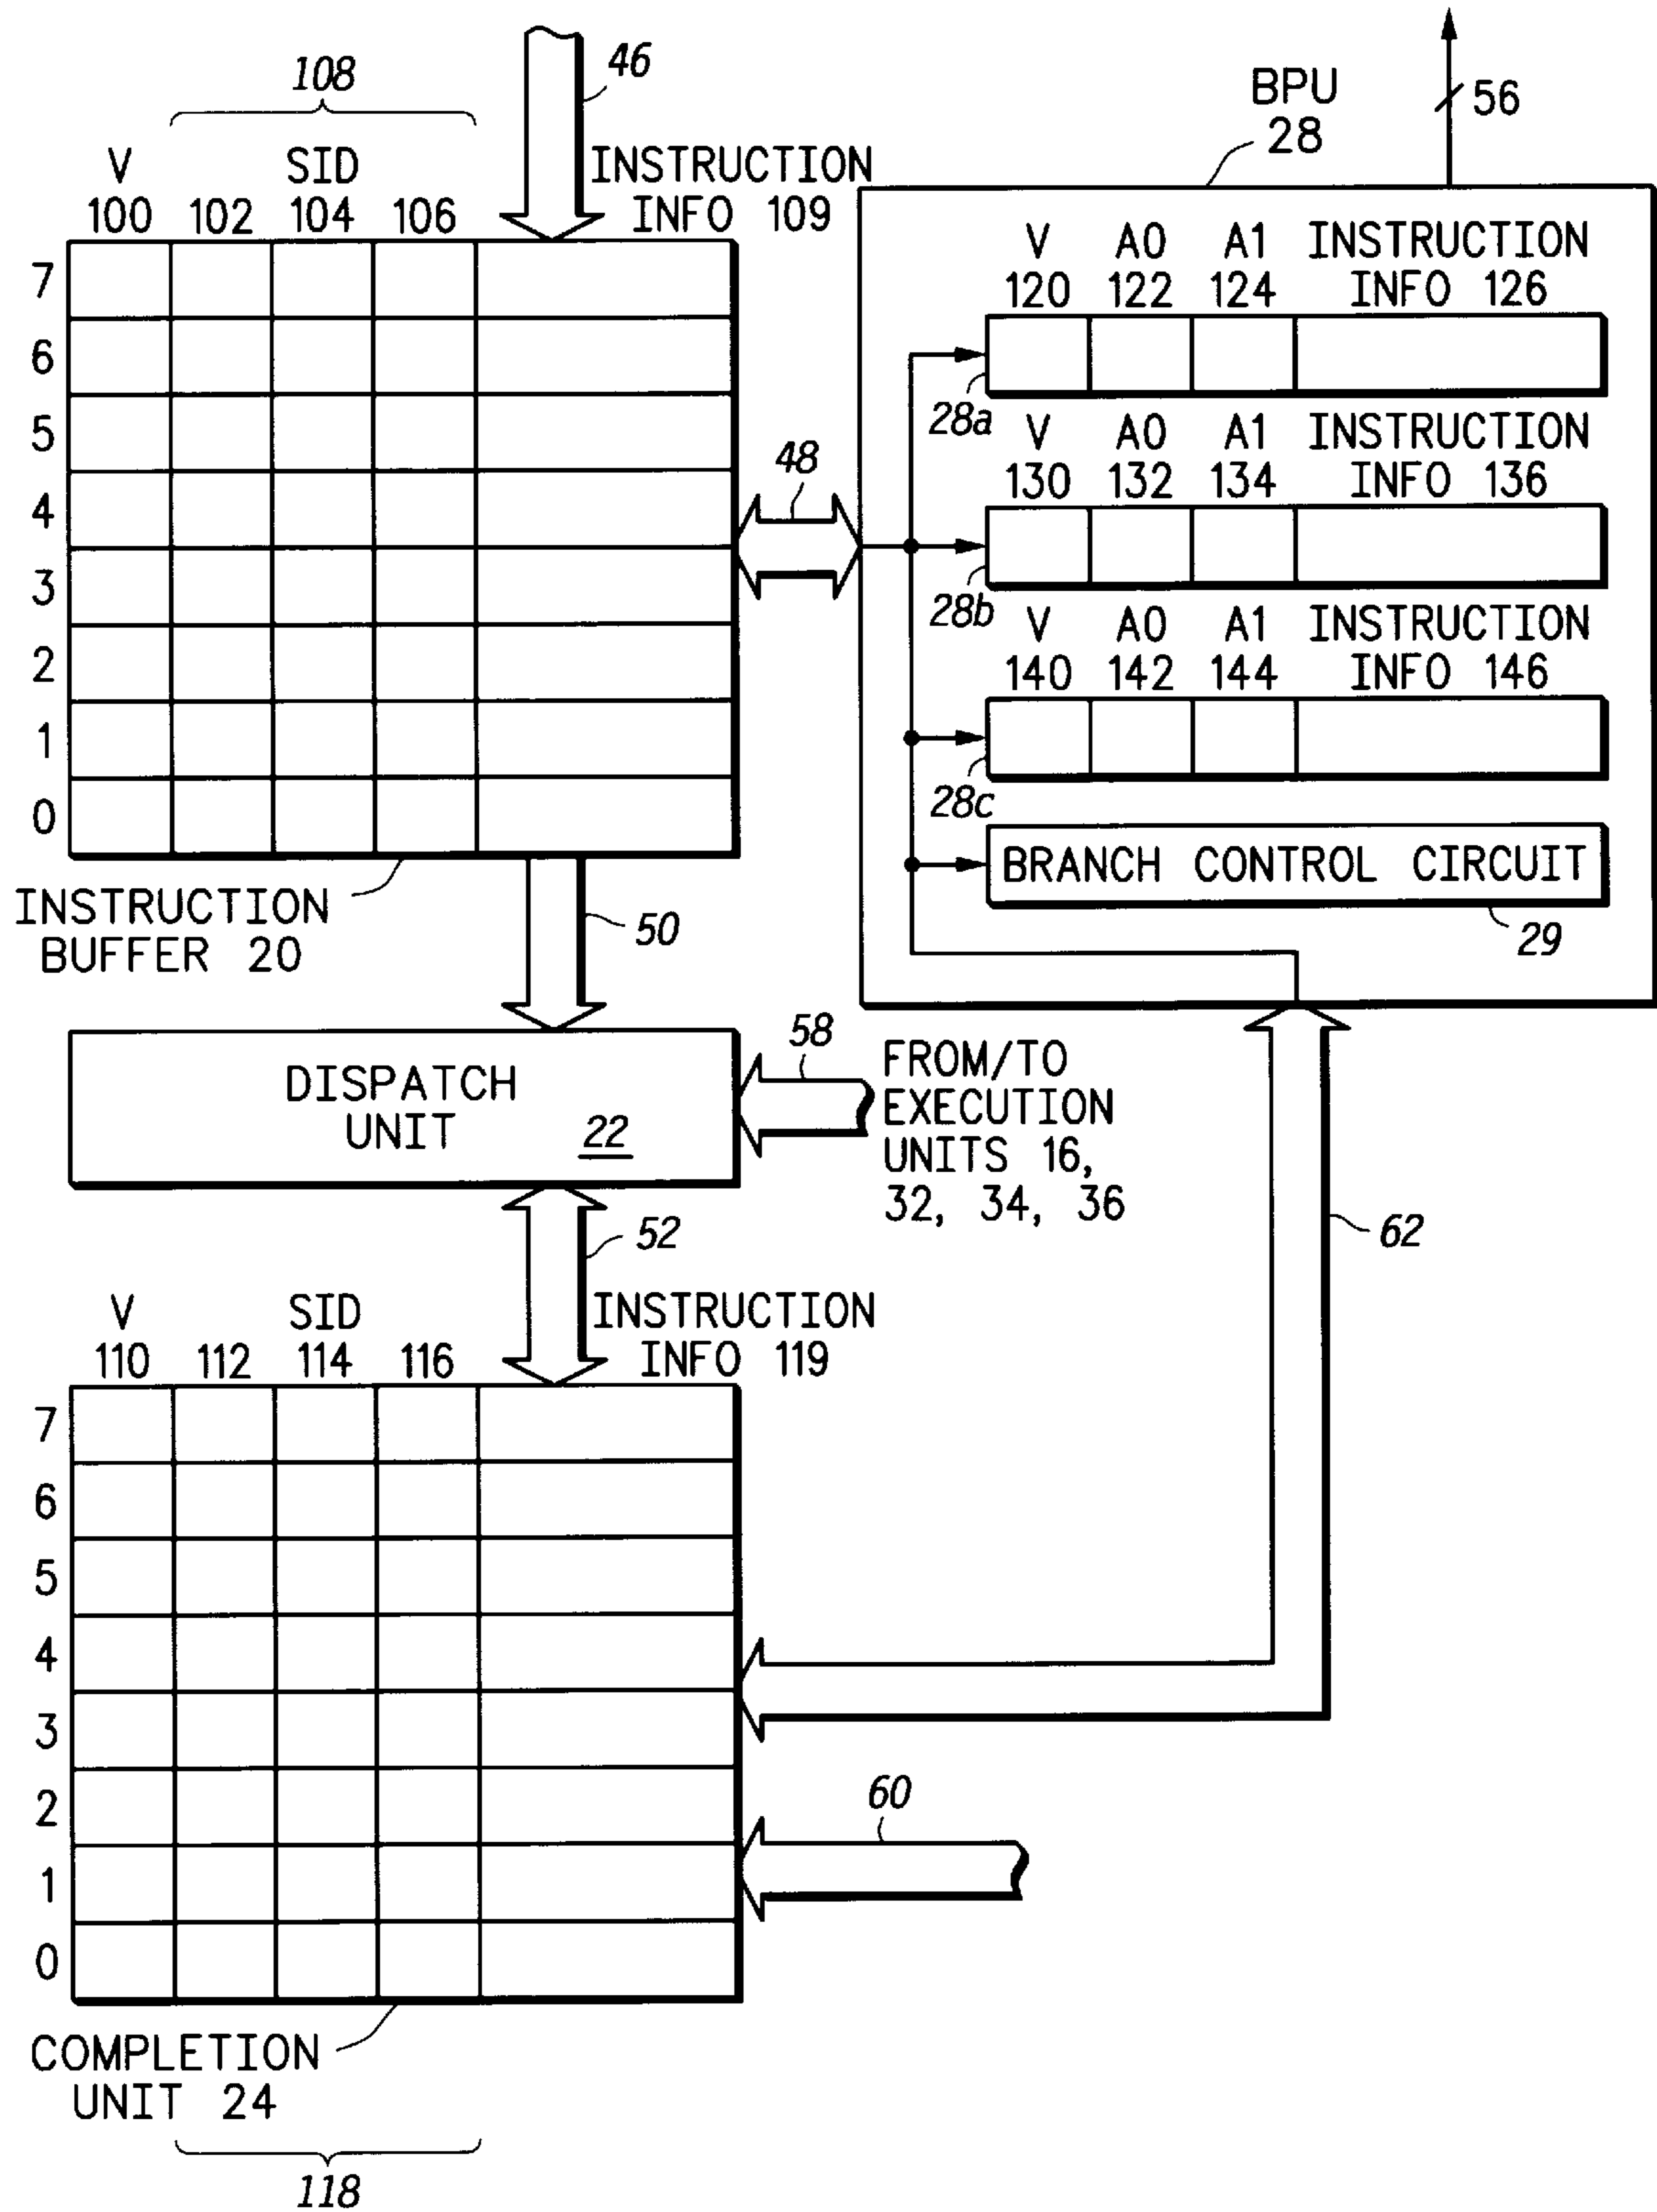 108
46
V
SID
INSTRUCTION
100 102 104 106 INFO 109
7
6
5
4
3
2
1
0
INSTRUCTION
BUFFER 20
48
50
BPU
28
56
V A0 A1 INSTRUCTION
120 122 124 INFO 126
28a
V A0 A1 INSTRUCTION
130 132 134 INFO 136
28b
V A0 A1 INSTRUCTION
140 142 144 INFO 146
28c
BRANCH CONTROL CIRCUIT
29
DISPATCH
UNIT 22
58
FROM/TO
EXECUTION
UNITS 16,
32, 34, 36
52
62
V
SID
INSTRUCTION
110 112 114 116 INFO 119
7
6
5
4
3
2
1
0
60
COMPLETION
UNIT 24
118